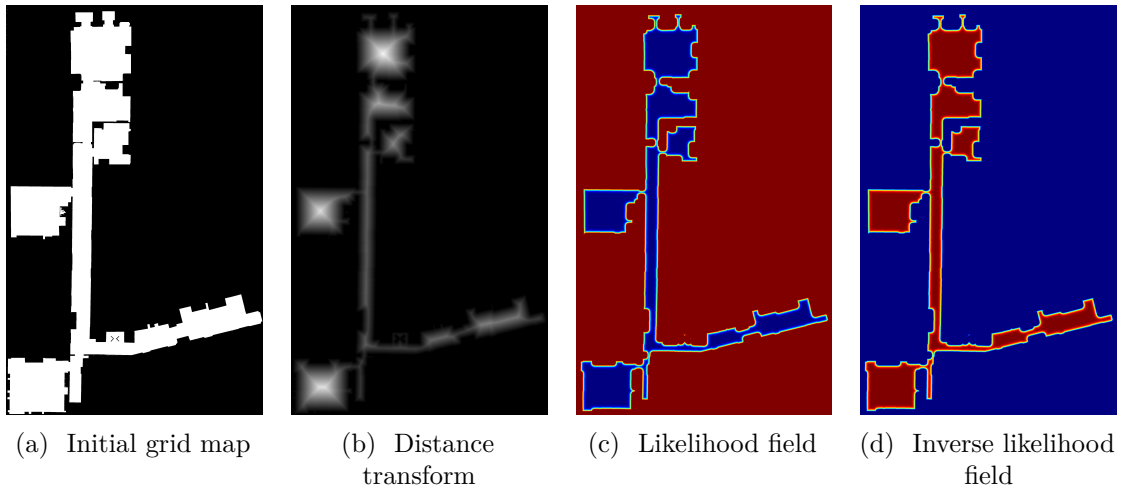 (a) Initial grid map
(b) Distance
transform
(c) Likelihood field
(d) Inverse likelihood
field